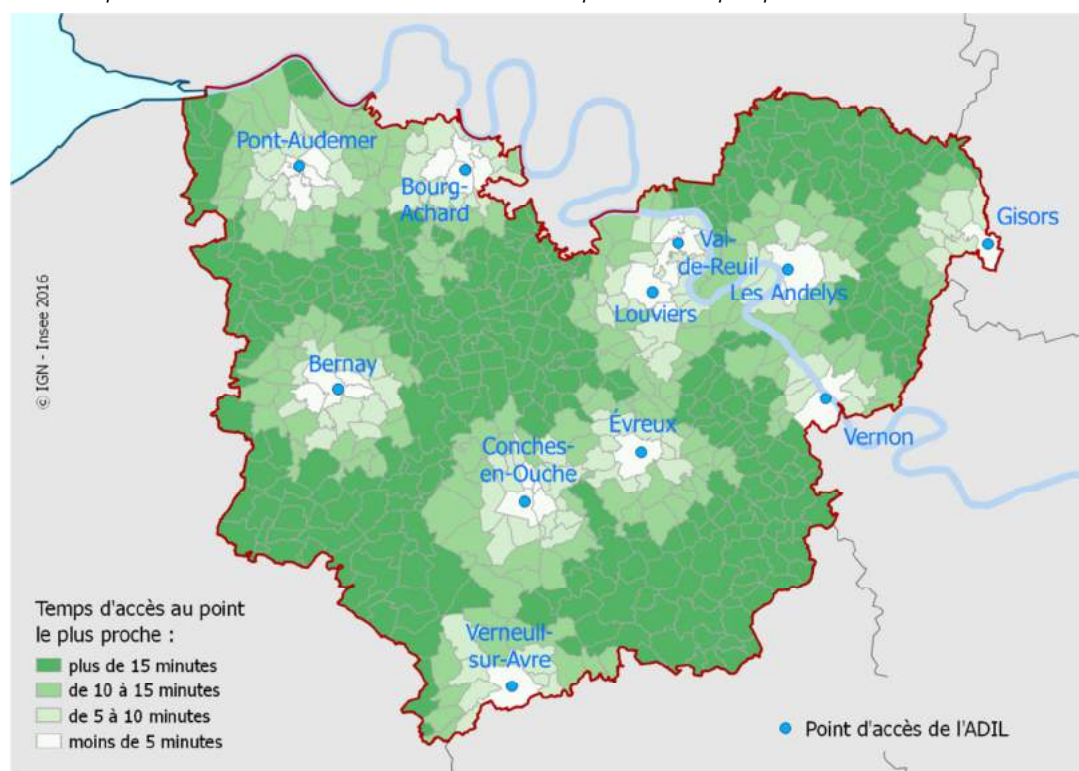 Pont-Audemer
Bourg-
Achard
Gisors
Val-
de-Reuil
Les Andelys
Louviers
Bernay
Évreux
Vernon
Conches-
en-Ouche
Verneuil-
sur-Avre
© IGN - Insee 2016
Temps d'accès au point
le plus proche :
plus de 15 minutes
de 10 à 15 minutes
de 5 à 10 minutes
moins de 5 minutes
Point d'accès de l'ADIL